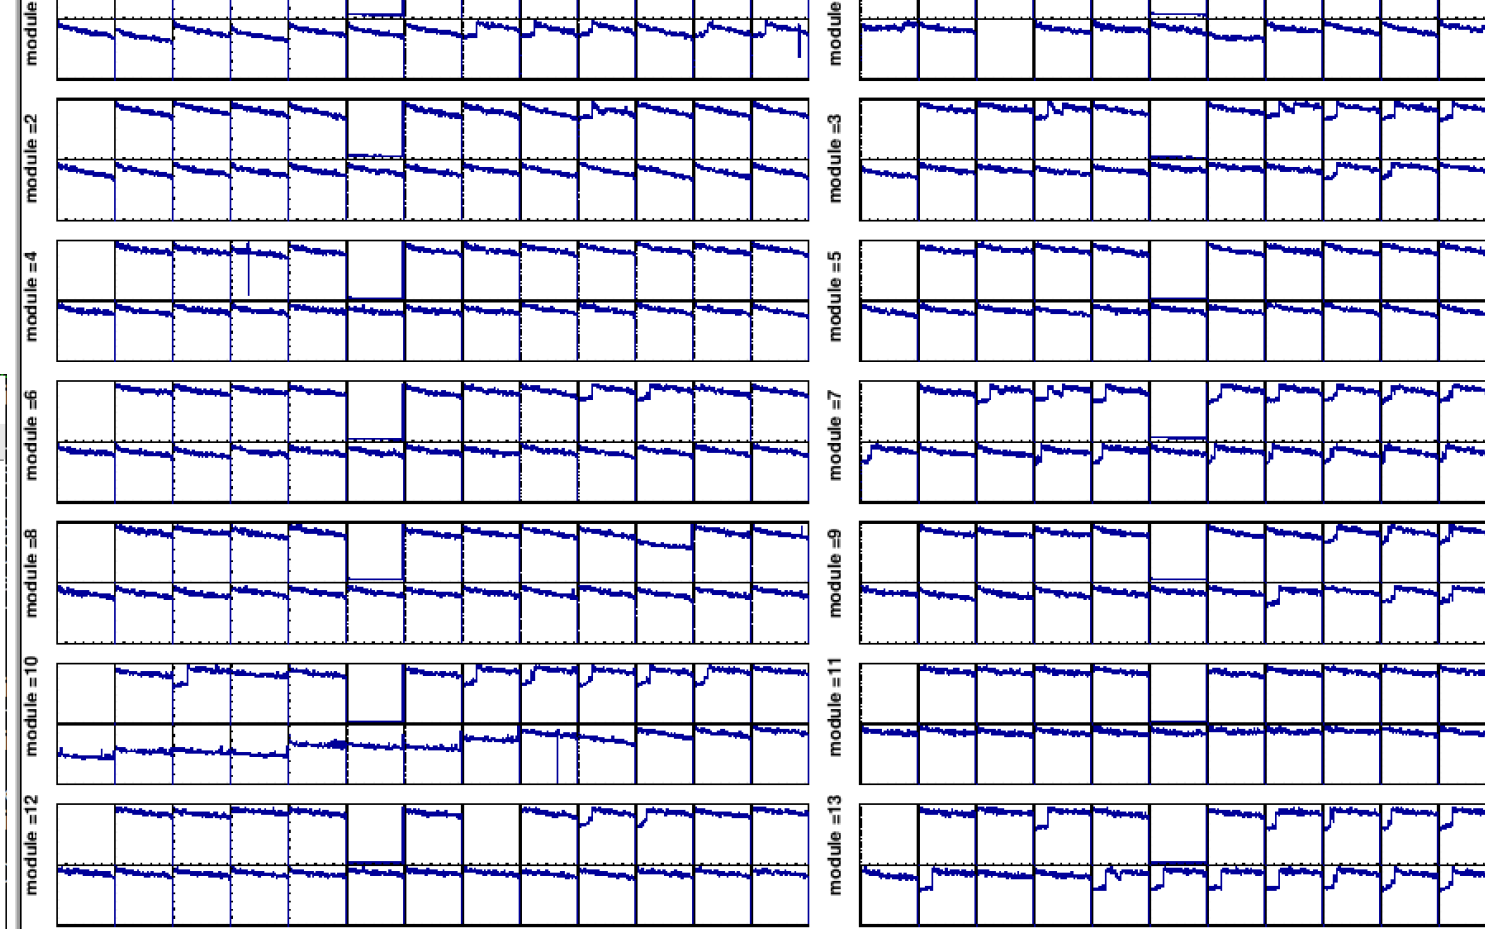 module
module
module =2
module =3
module =4
module =5
module =6
module =7
module =8
module =9
module =10
module =11
module =12
module =13